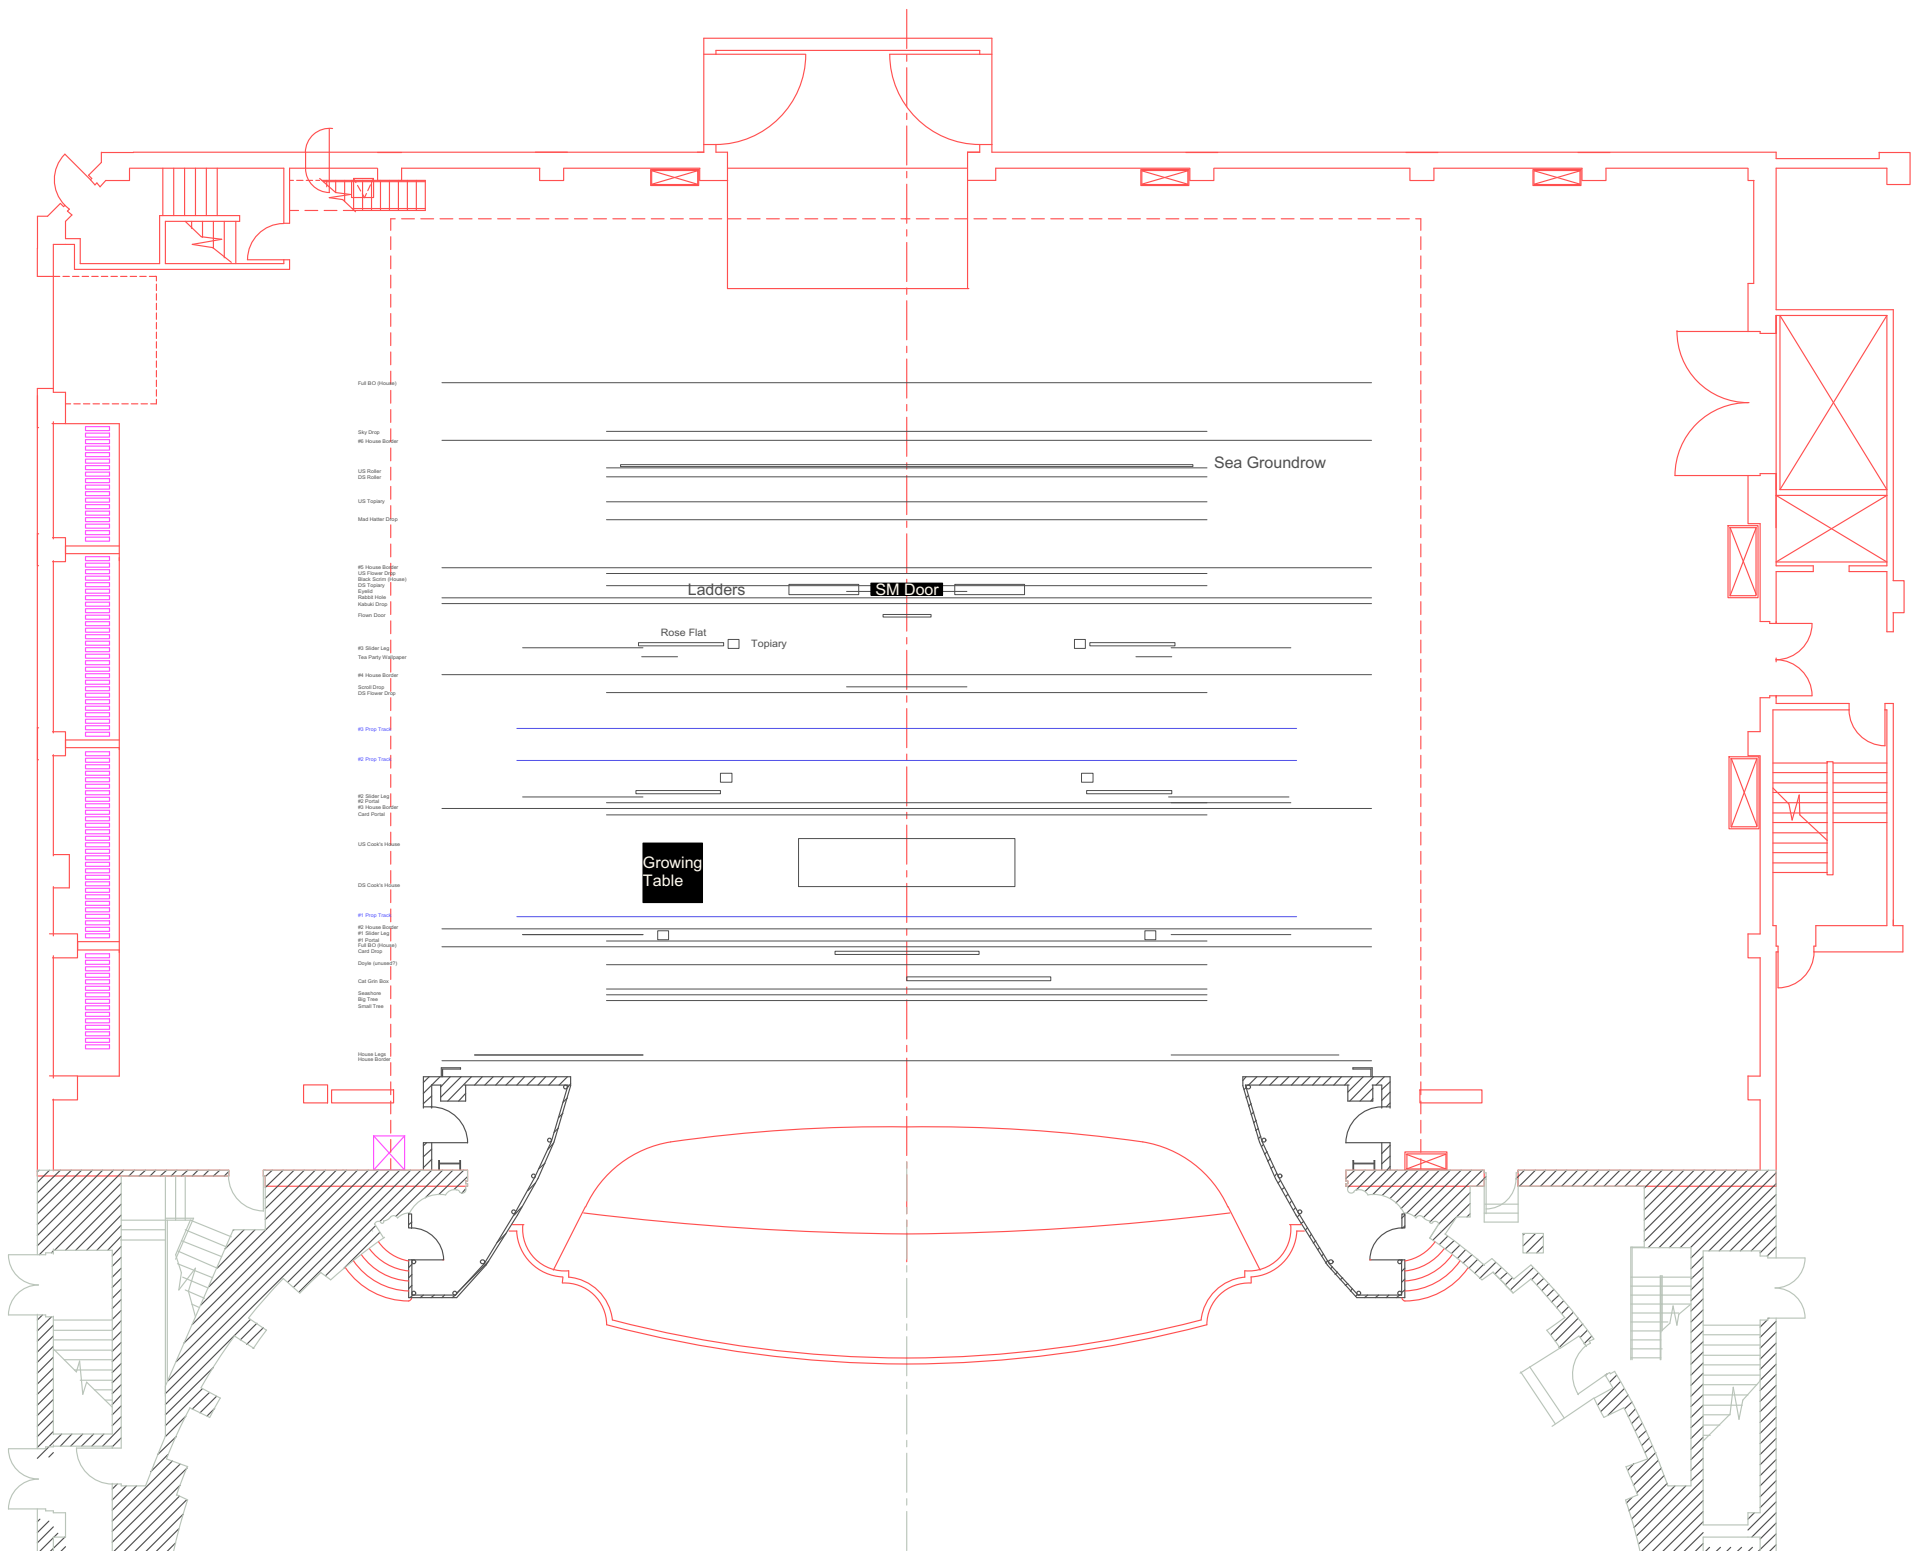 Full BO (House)
Sky Drop
#6 House Border
Sea Groundrow
US Roller
DS Roller
US Topiary
Mad Hatter Drop
#5 House Border
US Flower Drop
Black Scrim (House)
DS Topiary
Eyelid
Rabbit Hole
Kabuki Drop
Ladders
SM Door
Flown Door
Rose Flat
Topiary
#3 Slider Leg
Tea Party Wallpaper
#4 House Border
Scroll Drop
DS Flower Drop
#3 Prop Track
#2 Prop Track
#2 Slider Leg
#2 Portal
#3 House Border
Card Portal
US Cook's House
Growing
Table
DS Cook's House
#1 Prop Track
#2 House Border
#1 Slider Leg
#1 Portal
Full BO (House)
Card Drop
Doyle (unused?)
Cat Grin Box
Seashore
Big Tree
Small Tree
House Legs
House Border